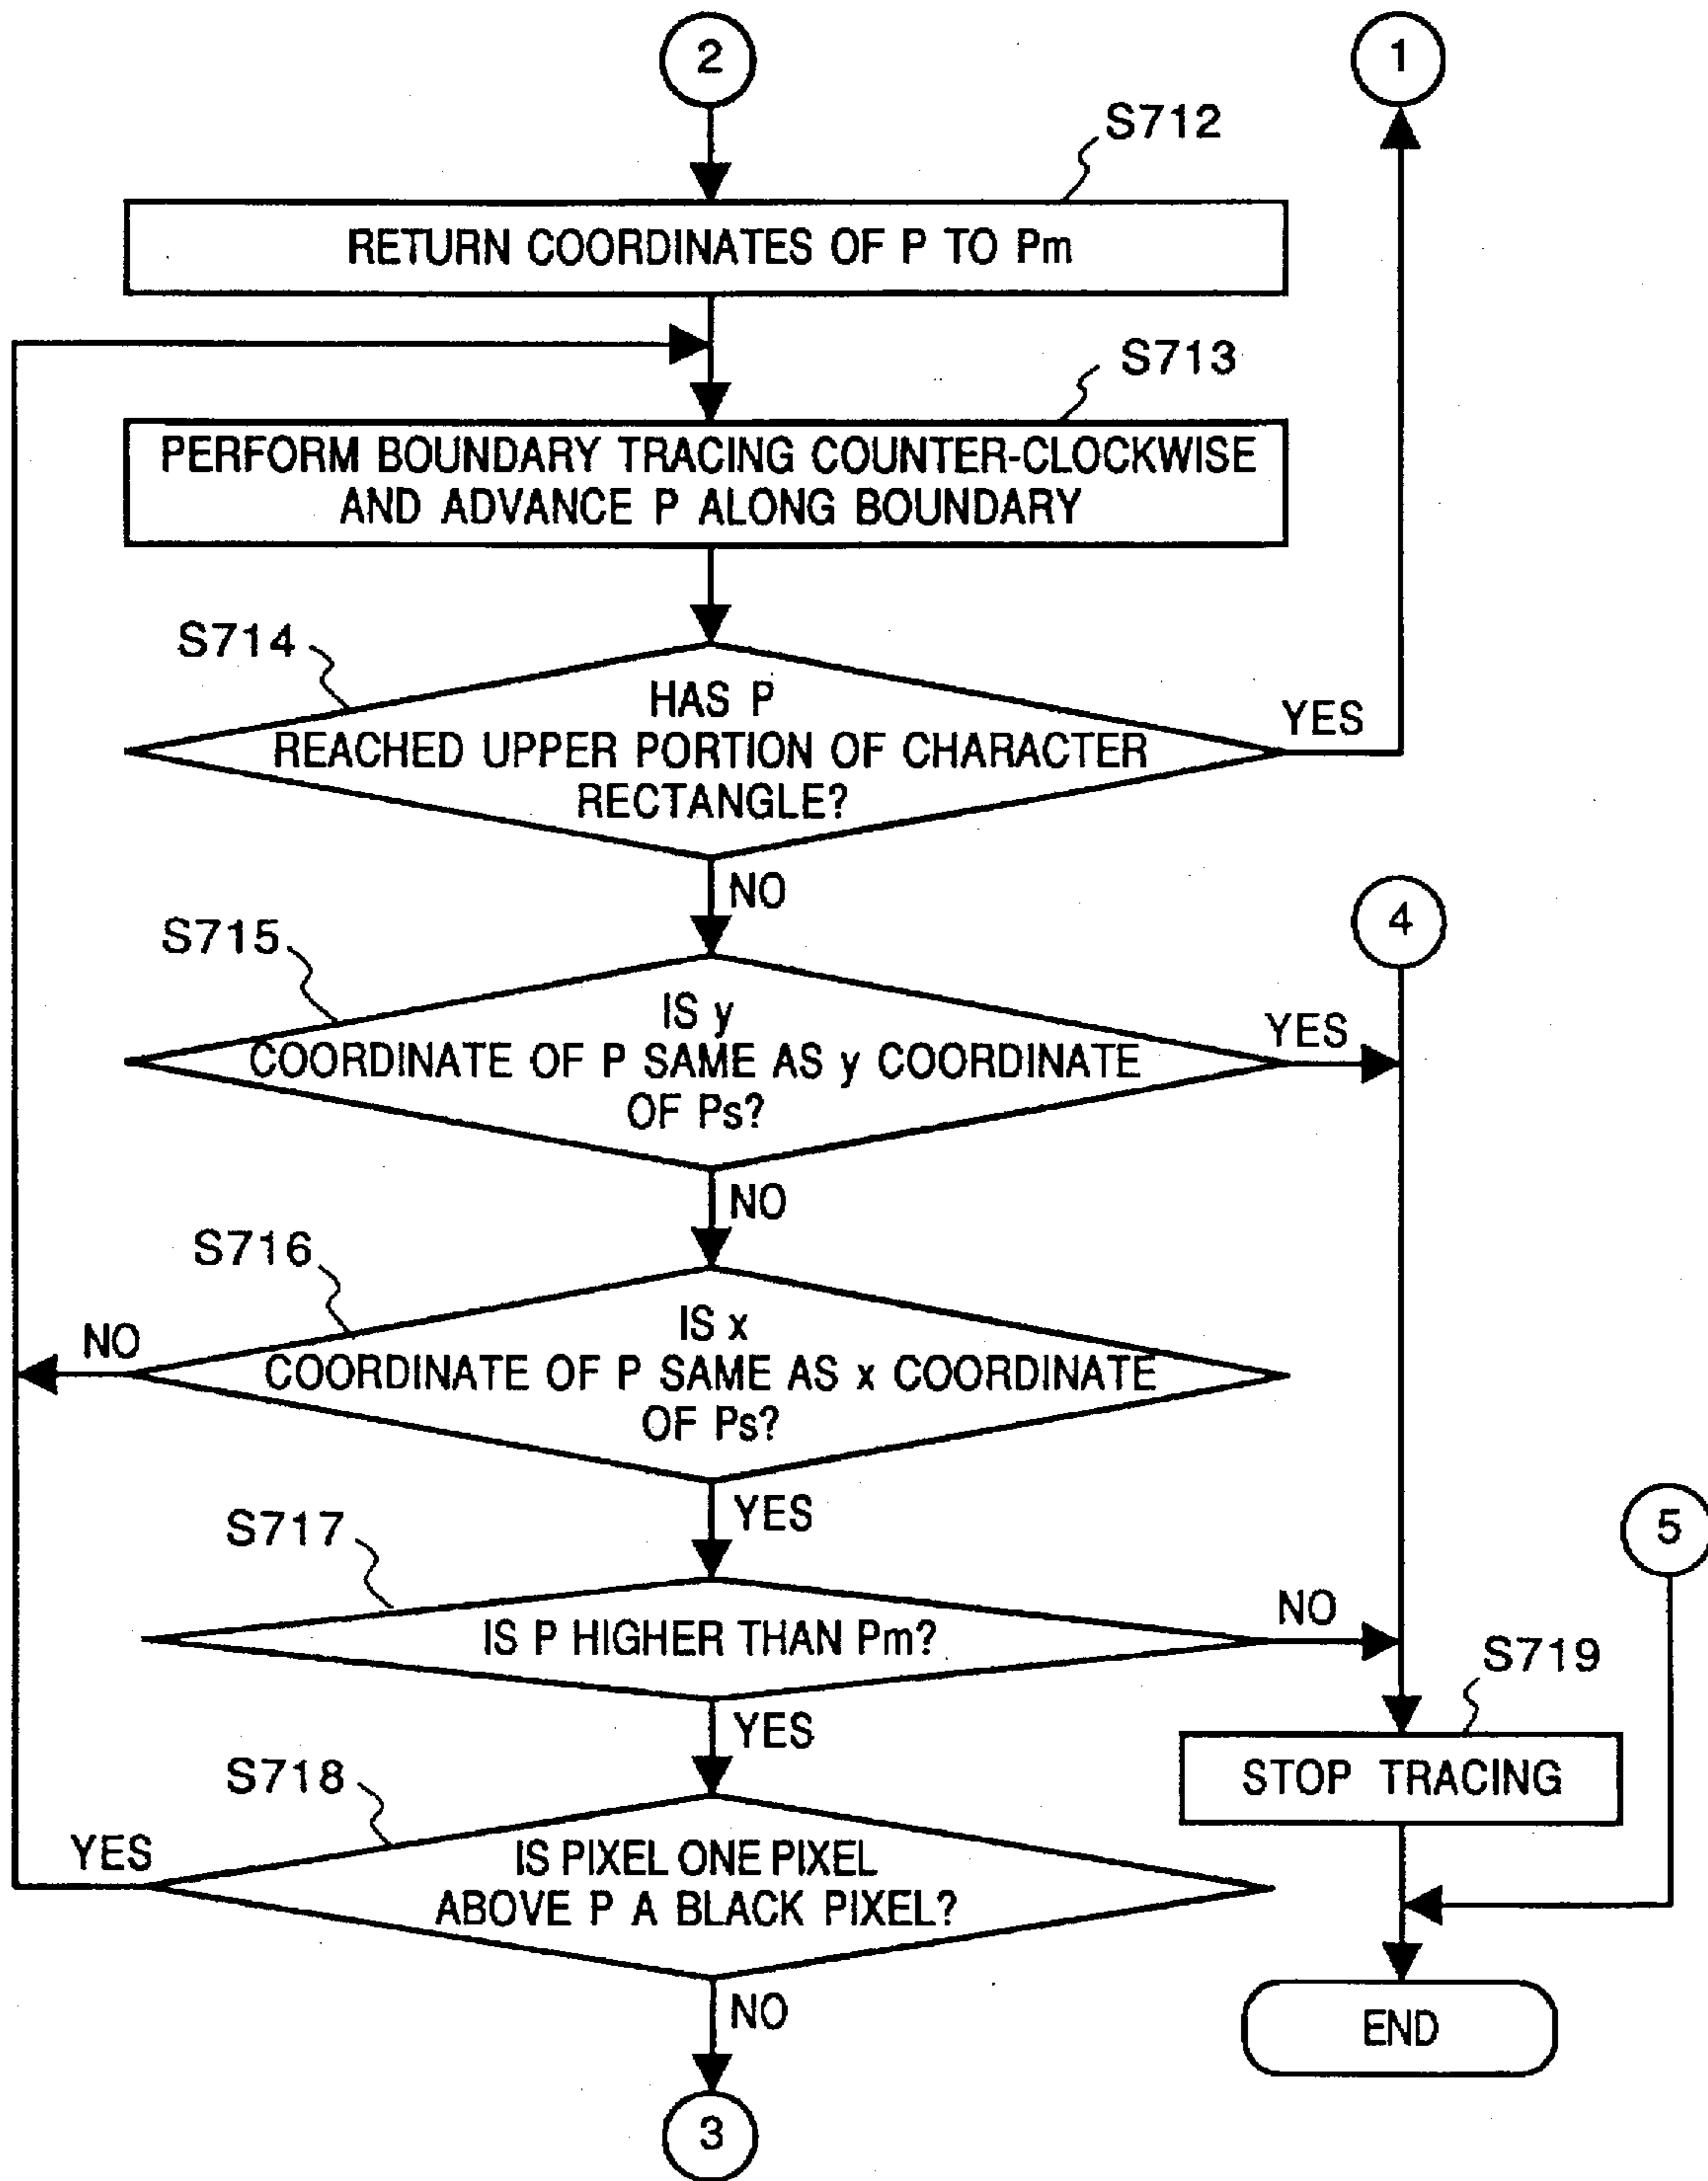 2
1
S712
RETURN COORDINATES OF P TO Pm
S713
PERFORM BOUNDARY TRACING COUNTER-CLOCKWISE
AND ADVANCE P ALONG BOUNDARY
S714
HAS P
REACHED UPPER PORTION OF CHARACTER
RECTANGLE?
YES
NO
4
S715
IS y
COORDINATE OF P SAME AS y COORDINATE
OF Ps?
YES
NO
S716
IS x
COORDINATE OF P SAME AS x COORDINATE
OF Ps?
NO
YES
5
S717
IS P HIGHER THAN Pm?
NO
YES
S719
STOP TRACING
S718
IS PIXEL ONE PIXEL
ABOVE P A BLACK PIXEL?
YES
NO
END
3